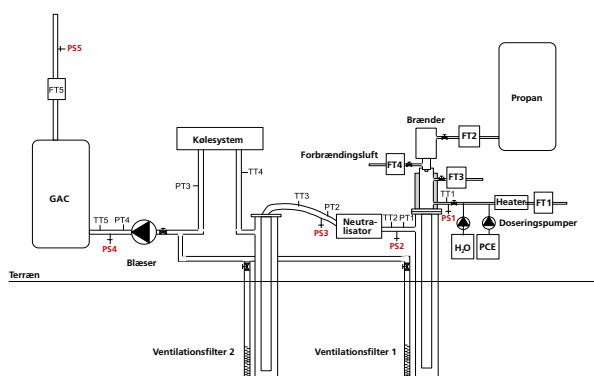 PS5
FT5
Propan
Brænder
FT2
Kølesystem
Forbrændingsluft
FT4
FT3
GAC
PT3
TT4
TT3
PT2
PS3
Neutra-
lisator
TT2
PT1
PS2
TT1
PS1
Heater
FT1
Doseringspumper
H2O
PCE
TT5
PT4
PS4
Blæser
Terræn
Ventilationsfilter 2
Ventilationsfilter 1